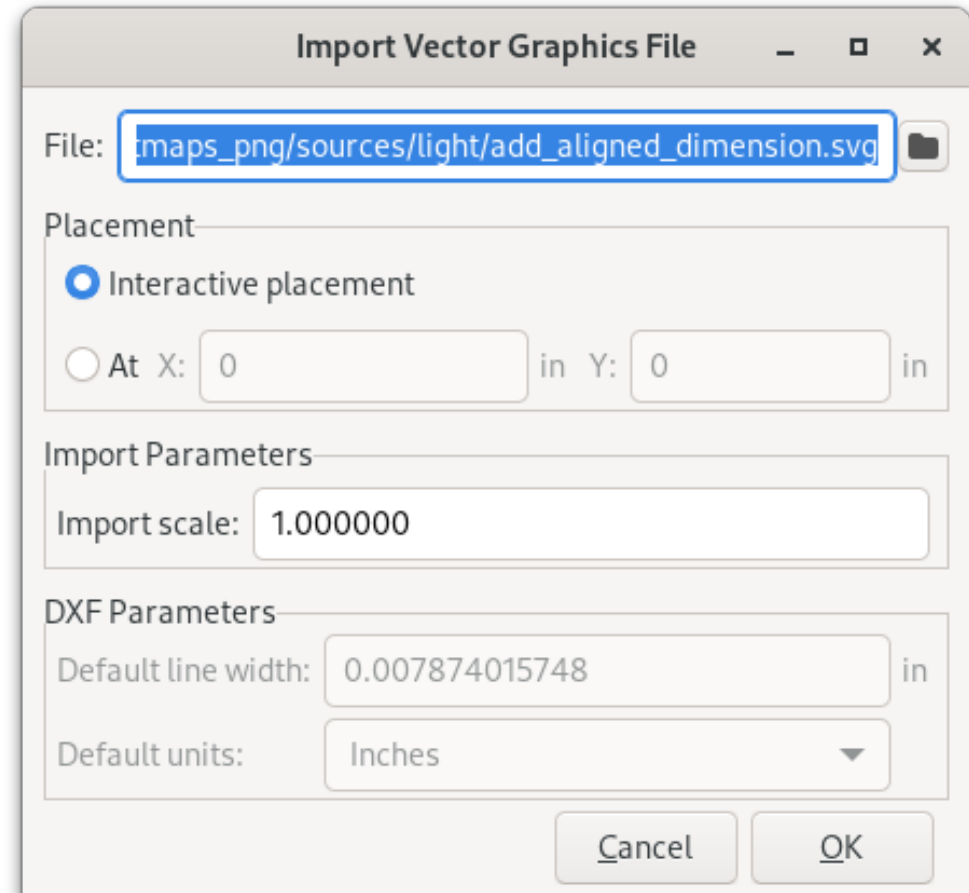 Import Vector Graphics File
File: tmaps_png/sources/light/add_aligned_dimension.svg
Placement
Interactive placement
At X: 0 in Y: 0 in
Import Parameters
Import scale: 1.000000
DXF Parameters
Default line width: 0.007874015748 in
Default units: Inches
Cancel OK